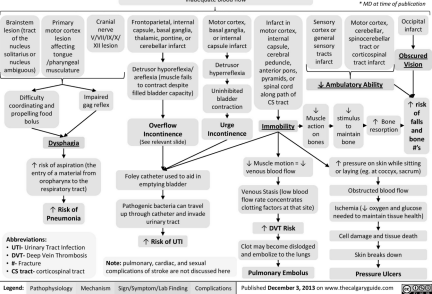 inadequate blood flow
* MD at time of publication
Brainstem
lesion (tract
of the
nucleus
solitarius or
nucleus
ambiguus)
Primary
motor cortex
lesion
affecting
tongue
/pharyngeal
musculature
Cranial
nerve
V/VII/IX/X/
XII lesion
Frontoparietal, internal
capsule, basal ganglia,
thalamic, pontine, or
cerebellar infarct
Motor cortex,
basal ganglia,
or internal
capsule infarct
Infarct in
motor cortex,
internal
capsule,
cerebral
peduncle,
anterior pons,
pyramids, or
spinal cord
along path of
CS tract
Sensory cortex or
general
sensory tracts
infarct
Motor cortex,
cerebellar,
spinocerebellar
tract or
corticospinal
tract infarct
Occipital
infarct
Obscured
Vision
Detrusor hyporeflexia/
areflexia (muscle fails
to contract despite
filled bladder capacity)
Detrusor
hyperreflexia
↓ Ambulatory Ability
Difficulty
coordinating and
propelling food
bolus
Impaired
gag reflex
Uninhibited
bladder
contraction
↑ risk
of
falls
and
bone
#'s
Dysphagia
Overflow
Incontinence
(See relevant slide)
Urge
Incontinence
Immobility
↓
Muscle
action
on
bones
↓
stimulus
to
maintain
bone
↑ Bone
resorption
↑ risk of aspiration (the
entry of a material from
oropharynx to the
respiratory tract)
↑ Risk of
Pneumonia
Foley catheter used to aid in
emptying bladder
Pathogenic bacteria can travel
up through catheter and invade
urinary tract
↑ Risk of UTI
↓ Muscle motion = ↓
venous blood flow
Venous Stasis (low blood
flow rate concentrates
clotting factors at that site)
↑ DVT Risk
Clot may become dislodged
and embolize to the lungs
Pulmonary Embolus
↑ pressure on skin while sitting
or laying (eg. at coccyx, sacrum)
Obstructed blood flow
Ischemia (↓ oxygen and glucose
needed to maintain tissue health)
Cell damage and tissue death
Skin breaks down
Pressure Ulcers
Abbreviations:
• UTI- Urinary Tract Infection
• DVT- Deep Vein Thrombosis
• #- Fracture
• CS tract- corticospinal tract
Note: pulmonary, cardiac, and sexual
complications of stroke are not discussed here
Legend: Pathophysiology Mechanism Sign/Symptom/Lab Finding Complications Published December 3, 2013 on www.thecalgaryguide.com